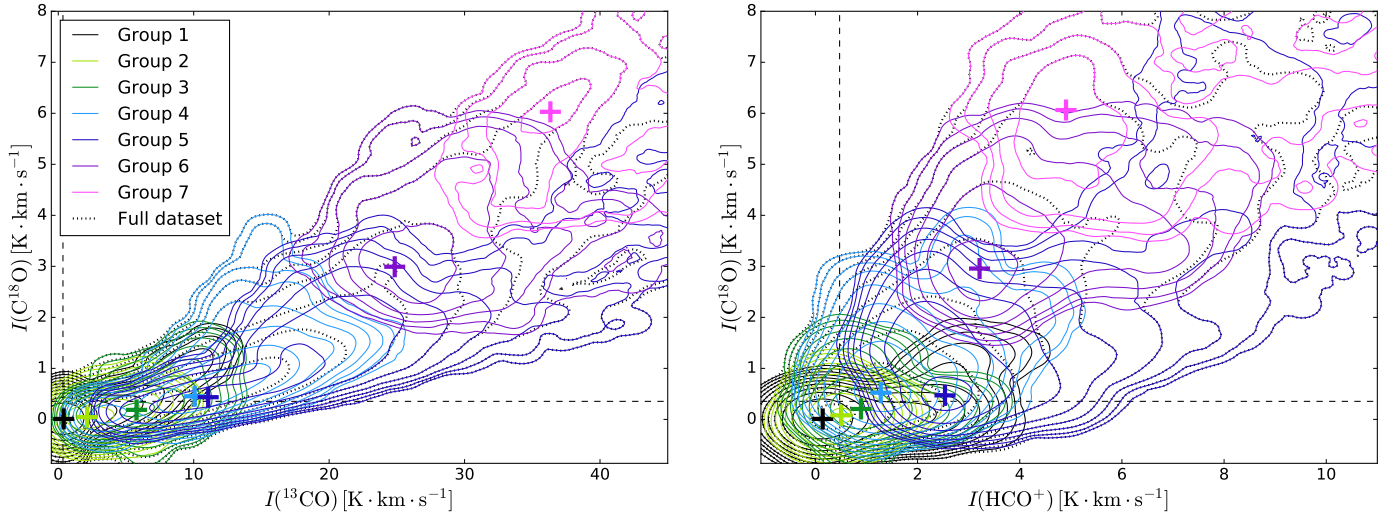 8
7
6
5
4
3
2
1
0
I(C¹⁸O) [K · km · s⁻¹]
Group 1
Group 2
Group 3
Group 4
Group 5
Group 6
Group 7
Full dataset
0 10 20 30 40
I(¹³CO) [K · km · s⁻¹]
8
7
6
5
4
3
2
1
0
I(C¹⁸O) [K · km · s⁻¹]
0 2 4 6 8 10
I(HCO⁺) [K · km · s⁻¹]